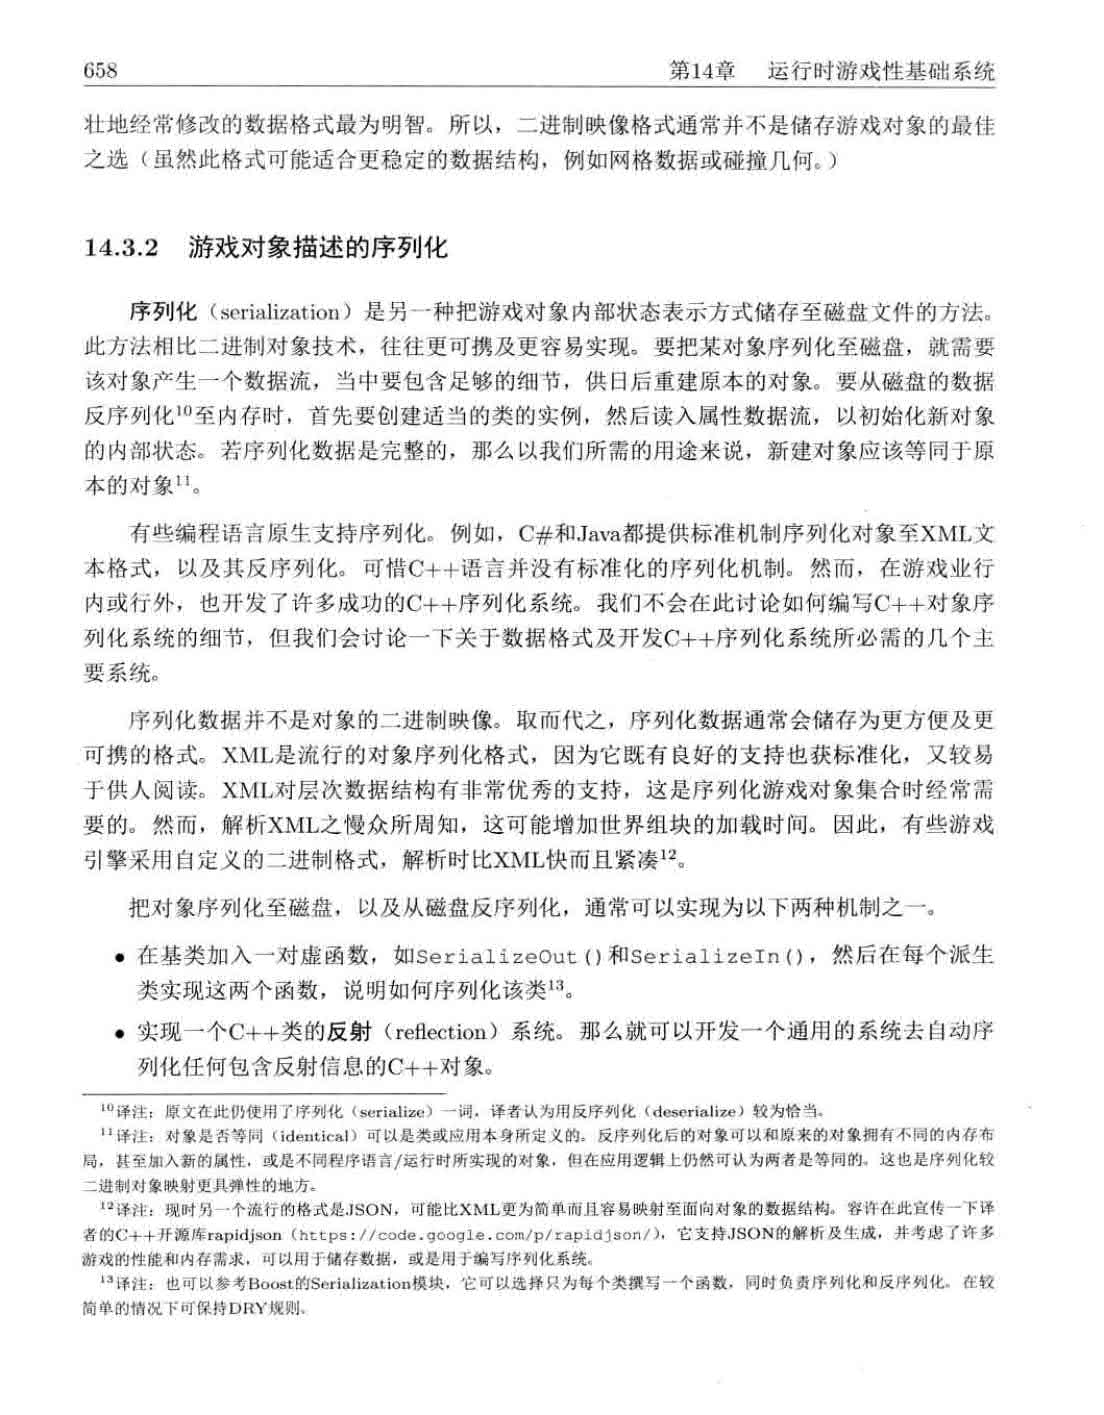 658 第14章 运行时游戏性基础系统
壮地经常修改的数据格式最为明智。所以，二进制映像格式通常并不是储存游戏对象的最佳
之选（虽然此格式可能适合更稳定的数据结构，例如网格数据或碰撞几何。）
14.3.2 游戏对象描述的序列化
序列化（serialization）是另一种把游戏对象内部状态表示方式储存至磁盘文件的方法。
此方法相比二进制对象技术，往往更可携及更容易实现。要把某对象序列化至磁盘，就需要
该对象产生一个数据流，当中要包含足够的细节，供日后重建原本的对象。要从磁盘的数据
反序列化10至内存时，首先要创建适当的类的实例，然后读入属性数据流，以初始化新对象
的内部状态。若序列化数据是完整的，那么以我们所需的用途来说，新建对象应该等同于原
本的对象11。
有些编程语言原生支持序列化。例如，C#和Java都提供标准机制序列化对象至XML文
本格式，以及其反序列化。可惜C++语言并没有标准化的序列化机制。然而，在游戏业行
内或行外，也开发了许多成功的C++序列化系统。我们不会在此讨论如何编写C++对象序
列化系统的细节，但我们会讨论一下关于数据格式及开发C++序列化系统所必需的几个主
要系统。
序列化数据并不是对象的二进制映像。取而代之，序列化数据通常会储存为更方便及更
可携的格式。XML是流行的对象序列化格式，因为它既有良好的支持也获标准化，又较易
于供人阅读。XML对层次数据结构有非常优秀的支持，这是序列化游戏对象集合时经常需
要的。然而，解析XML之慢众所周知，这可能增加世界组块的加载时间。因此，有些游戏
引擎采用自定义的二进制格式，解析时比XML快而且紧凑12。
把对象序列化至磁盘，以及从磁盘反序列化，通常可以实现为以下两种机制之一。
● 在基类加入一对虚函数，如SerializeOut()和SerializeIn()，然后在每个派生
类实现这两个函数，说明如何序列化该类13。
● 实现一个C++类的反射（reflection）系统。那么就可以开发一个通用的系统去自动序
列化任何包含反射信息的C++对象。
10译注：原文在此仍使用了序列化（serialize）一词，译者认为用反序列化（deserialize）较为恰当。
11译注：对象是否等同（identical）可以是类或应用本身所定义的。反序列化后的对象可以和原来的对象拥有不同的内存布
局，甚至加入新的属性，或是不同程序语言/运行时所实现的对象，但在应用逻辑上仍然可认为两者是等同的。这也是序列化较
二进制对象映射更具弹性的地方。
12译注：现时另一个流行的格式是JSON，可能比XML更为简单而且容易映射至面向对象的数据结构。容许在此宣传一下译
者的C++开源库rapidjson（https://code.google.com/p/rapidjson/），它支持JSON的解析及生成，并考虑了许多
游戏的性能和内存需求，可以用于储存数据，或是用于编写序列化系统。
13译注：也可以参考Boost的Serialization模块，它可以选择只为每个类撰写一个函数，同时负责序列化和反序列化。在较
简单的情况下可保持DRY规则。